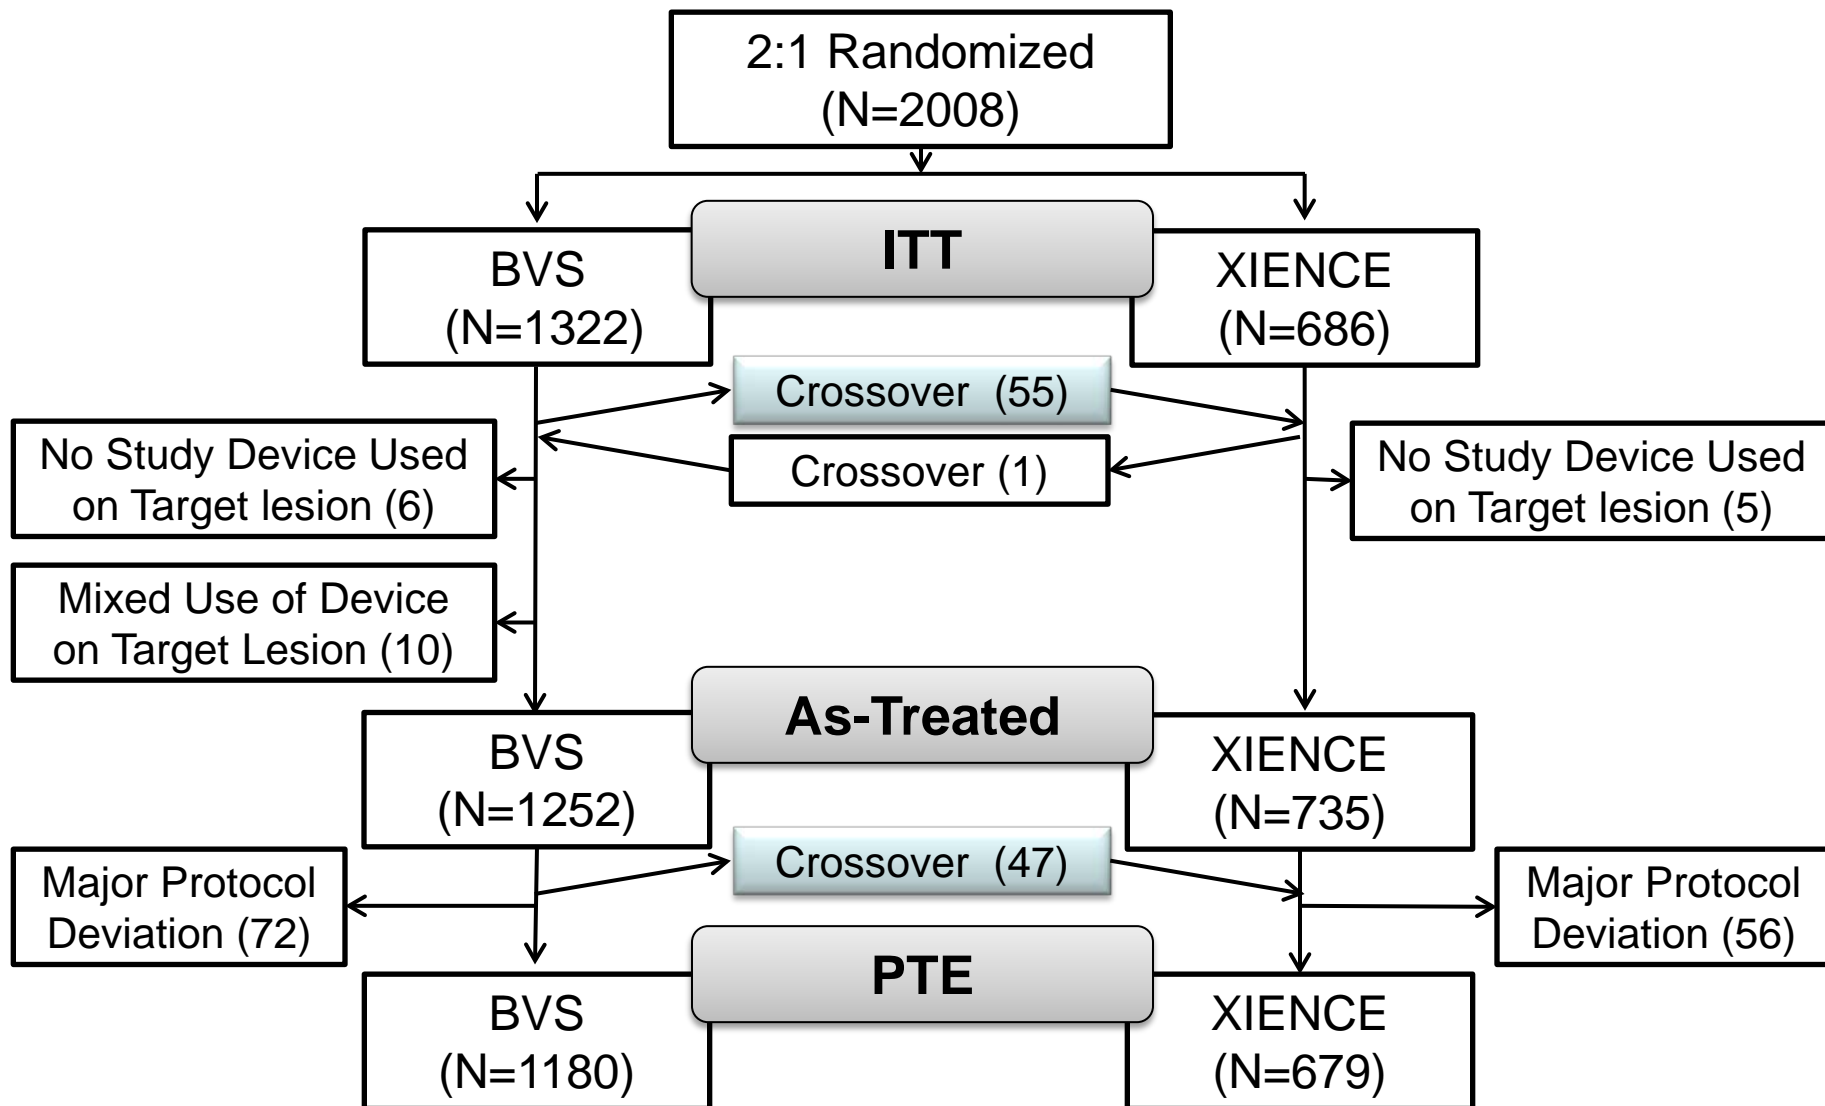 2:1 Randomized
(N=2008)
ITT
BVS
(N=1322)
XIENCE
(N=686)
Crossover (55)
Crossover (1)
No Study Device Used
on Target lesion (6)
No Study Device Used
on Target lesion (5)
Mixed Use of Device
on Target Lesion (10)
As-Treated
BVS
(N=1252)
XIENCE
(N=735)
Crossover (47)
Major Protocol
Deviation (72)
Major Protocol
Deviation (56)
PTE
BVS
(N=1180)
XIENCE
(N=679)